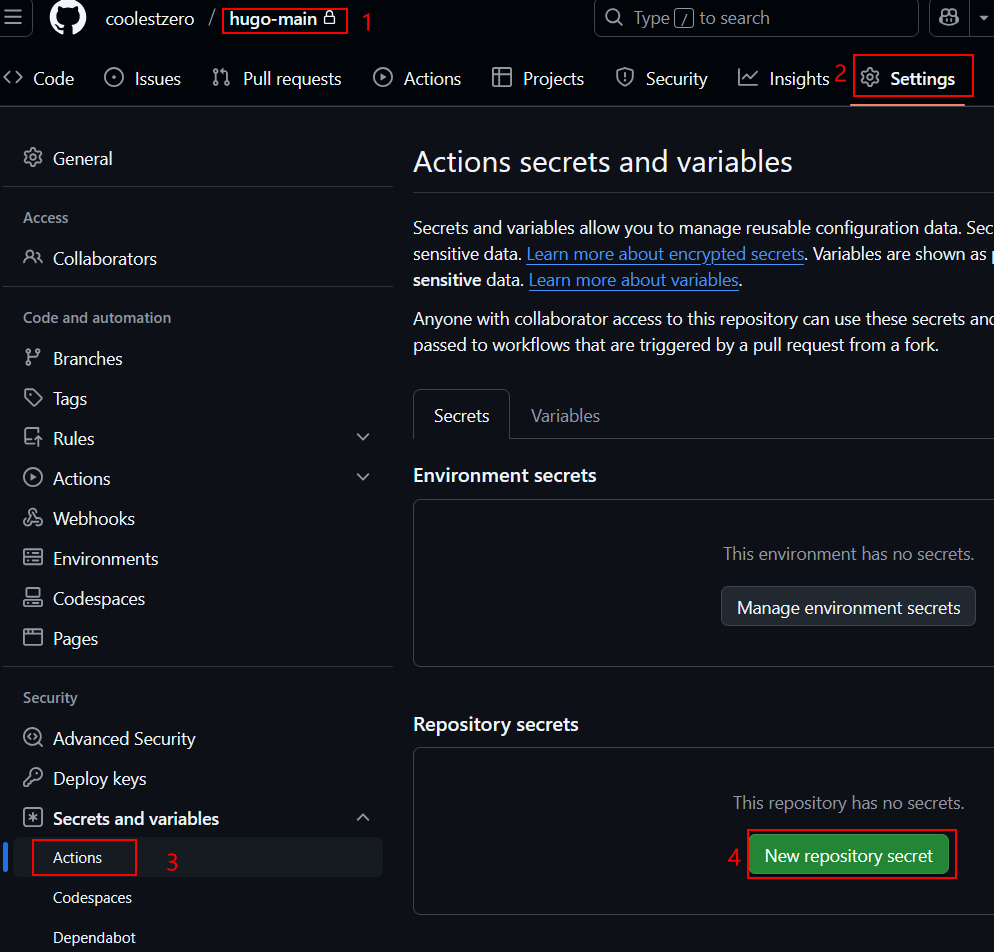 coolestzero / hugo-main 1
Type / to search
Code
Issues
Pull requests
Actions
Projects
Security
Insights
2 Settings
General
Access
Collaborators
Code and automation
Branches
Tags
Rules
Actions
Webhooks
Environments
Codespaces
Pages
Security
Advanced Security
Deploy keys
Secrets and variables
Actions 3
Codespaces
Dependabot
Actions secrets and variables
Secrets and variables allow you to manage reusable configuration data. Sec
sensitive data. Learn more about encrypted secrets. Variables are shown as p
sensitive data. Learn more about variables.
Anyone with collaborator access to this repository can use these secrets and
passed to workflows that are triggered by a pull request from a fork.
Secrets
Variables
Environment secrets
This environment has no secrets.
Manage environment secrets
Repository secrets
This repository has no secrets.
4 New repository secret